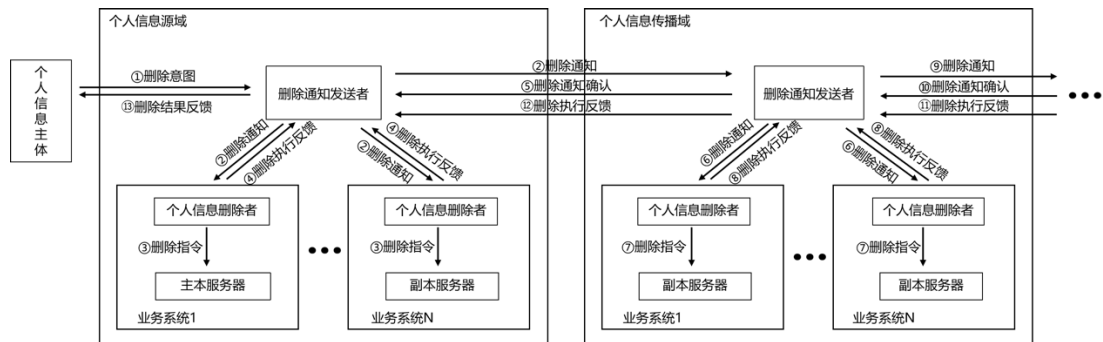 个人信息源域
个人信息传播域
个人信息主体
①删除意图
⑬删除结果反馈
删除通知发送者
②删除通知
⑤删除通知确认
⑫删除执行反馈
删除通知发送者
⑨删除通知
⑩删除通知确认
⑪删除执行反馈
②删除通知
④删除执行反馈
④删除执行反馈
②删除通知
⑥删除通知
⑧删除执行反馈
⑧删除执行反馈
⑥删除通知
个人信息删除者
③删除指令
主本服务器
业务系统1
个人信息删除者
③删除指令
副本服务器
业务系统N
个人信息删除者
⑦删除指令
副本服务器
业务系统1
个人信息删除者
⑦删除指令
副本服务器
业务系统N